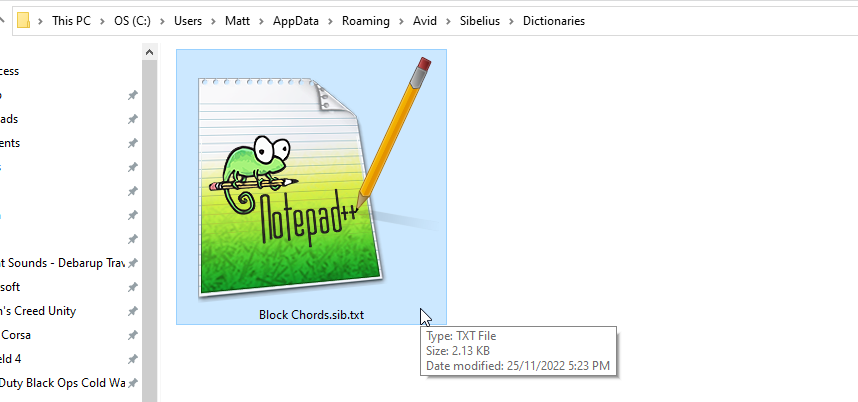 This PC > OS (C:) > Users > Matt > AppData > Roaming > Avid > Sibelius > Dictionaries
cess
ads
ents
t Sounds - Debarup Trav
soft
n's Creed Unity
Corsa
eld 4
Duty Black Ops Cold Wa
Notepad++
Block Chords.sib.txt
Type: TXT File
Size: 2.13 KB
Date modified: 25/11/2022 5:23 PM